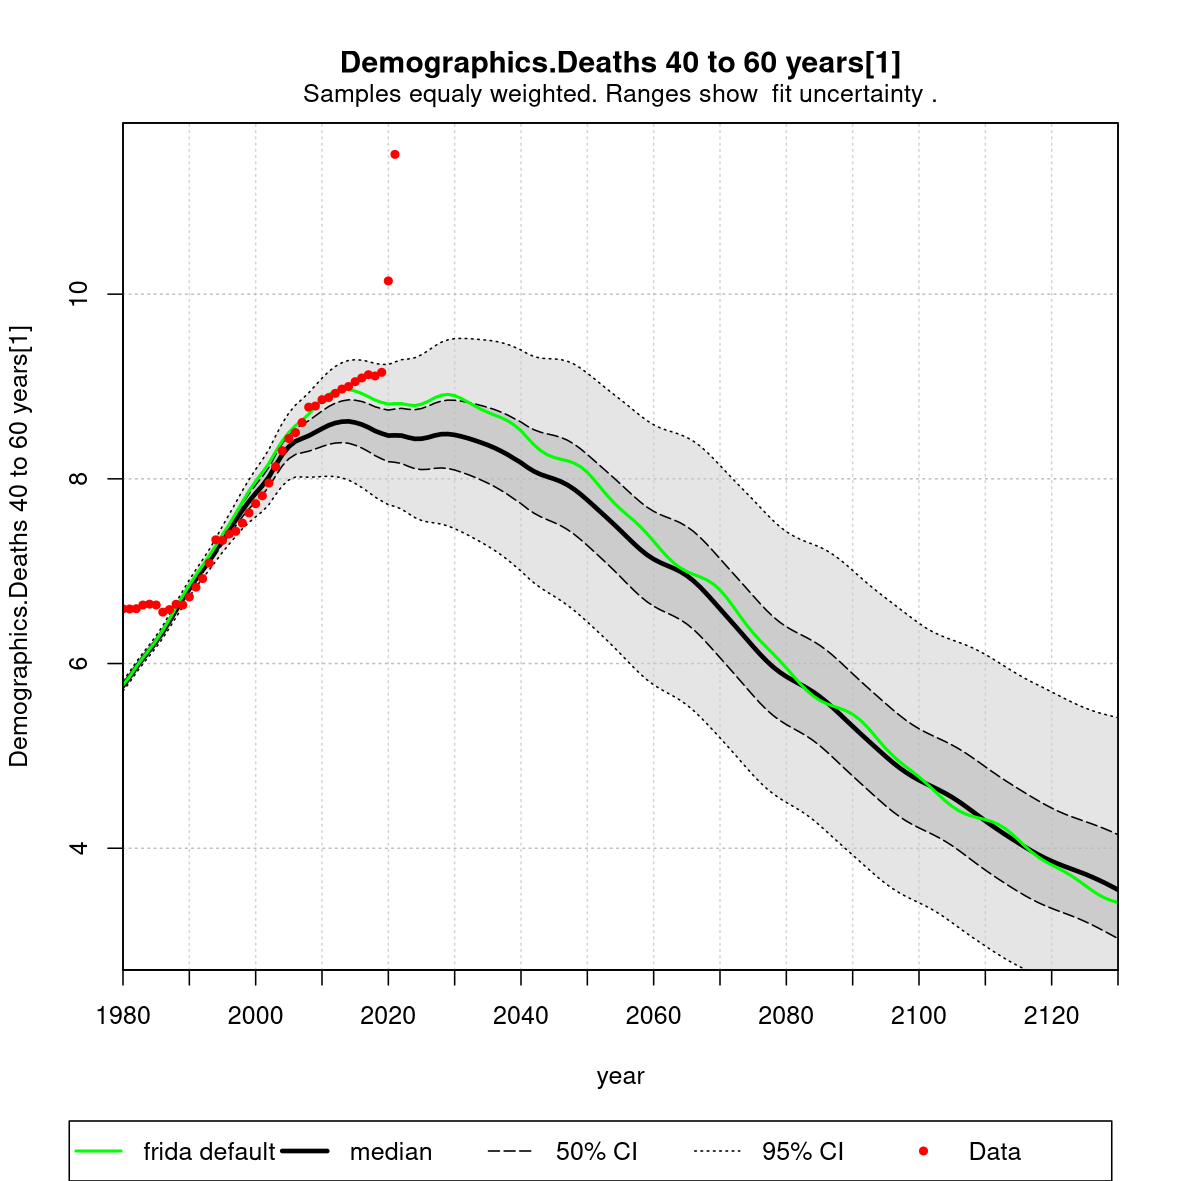 Demographics.Deaths 40 to 60 years[1]
Samples equaly weighted. Ranges show  fit uncertainty .
Demographics.Deaths 40 to 60 years[1]
10
8
6
4
1980 2000 2020 2040 2060 2080 2100 2120
year
frida default median 50% CI 95% CI Data